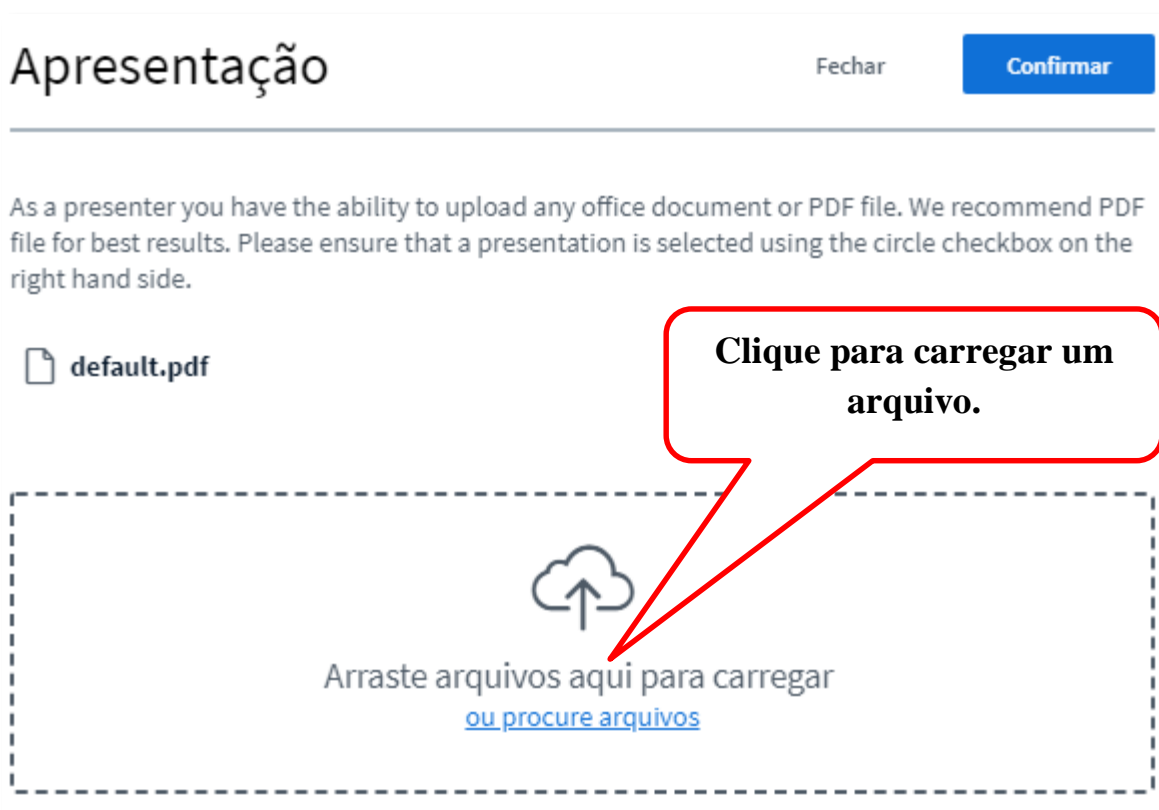 Apresentação
Fechar
Confirmar
As a presenter you have the ability to upload any office document or PDF file. We recommend PDF
file for best results. Please ensure that a presentation is selected using the circle checkbox on the
right hand side.
default.pdf
Clique para carregar um
arquivo.
Arraste arquivos aqui para carregar
ou procure arquivos